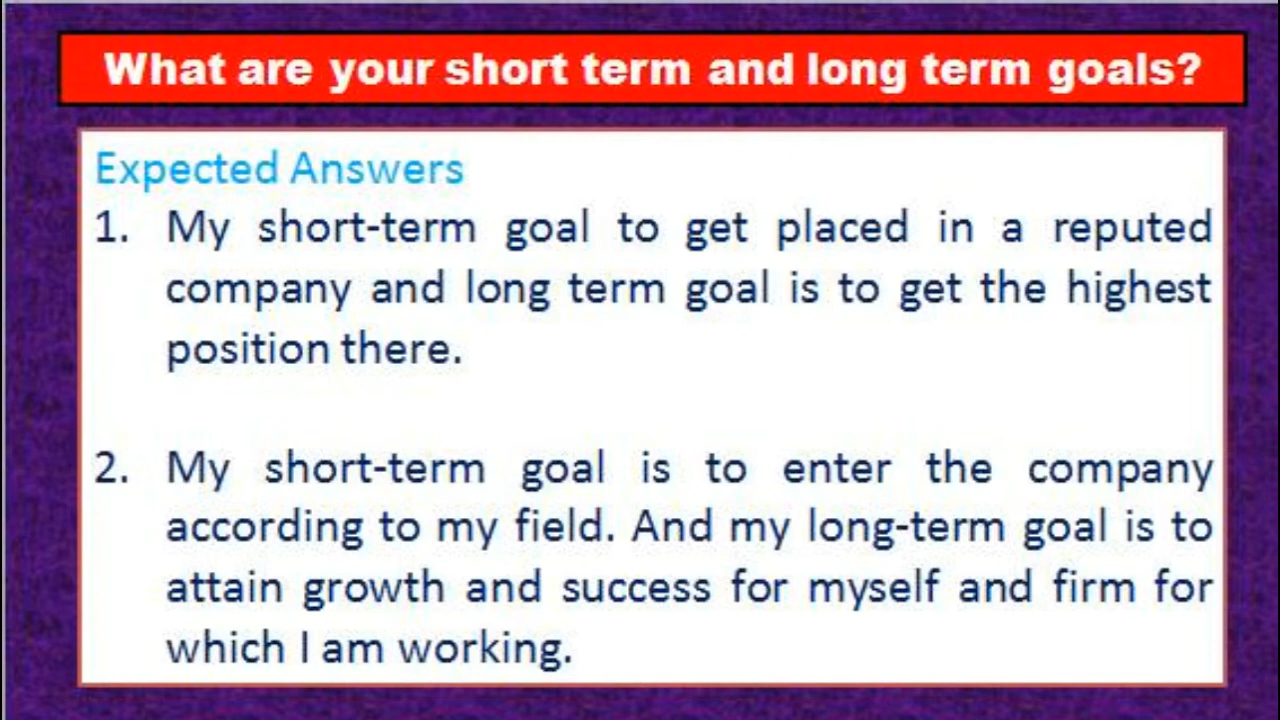 What are your short term and long term goals?
Expected Answers
1. My short-term goal to get placed in a reputed
company and long term goal is to get the highest
position there.
2. My short-term goal is to enter the company
according to my field. And my long-term goal is to
attain growth and success for myself and firm for
which I am working.